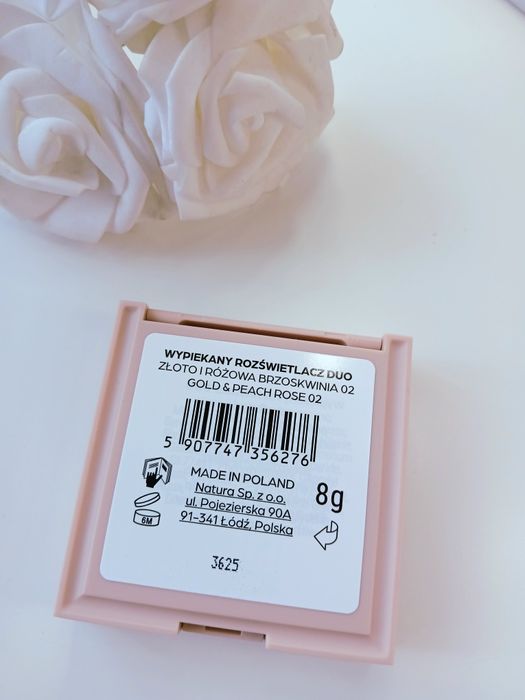 WYPIEKANY ROZŚWIETLACZ DUO
ZŁOTO I RÓŻOWA BRZOSKWINIA 02
GOLD & PEACH ROSE 02
5 907747 356276
MADE IN POLAND
Natura Sp. z o.o.
ul. Pojezierska 90A
91-341 Łódź, Polska
8g
6M
3625